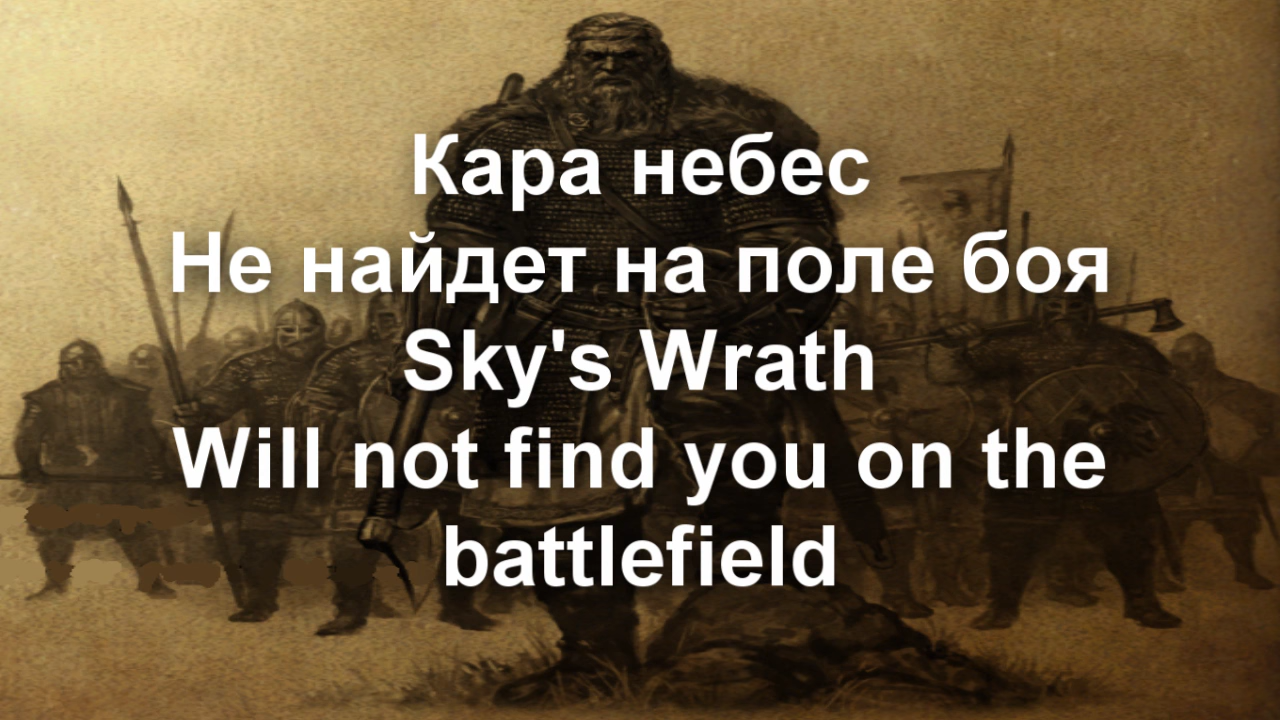 Кара небес
Не найдет на поле боя
Sky's Wrath
Will not find you on the
battlefield